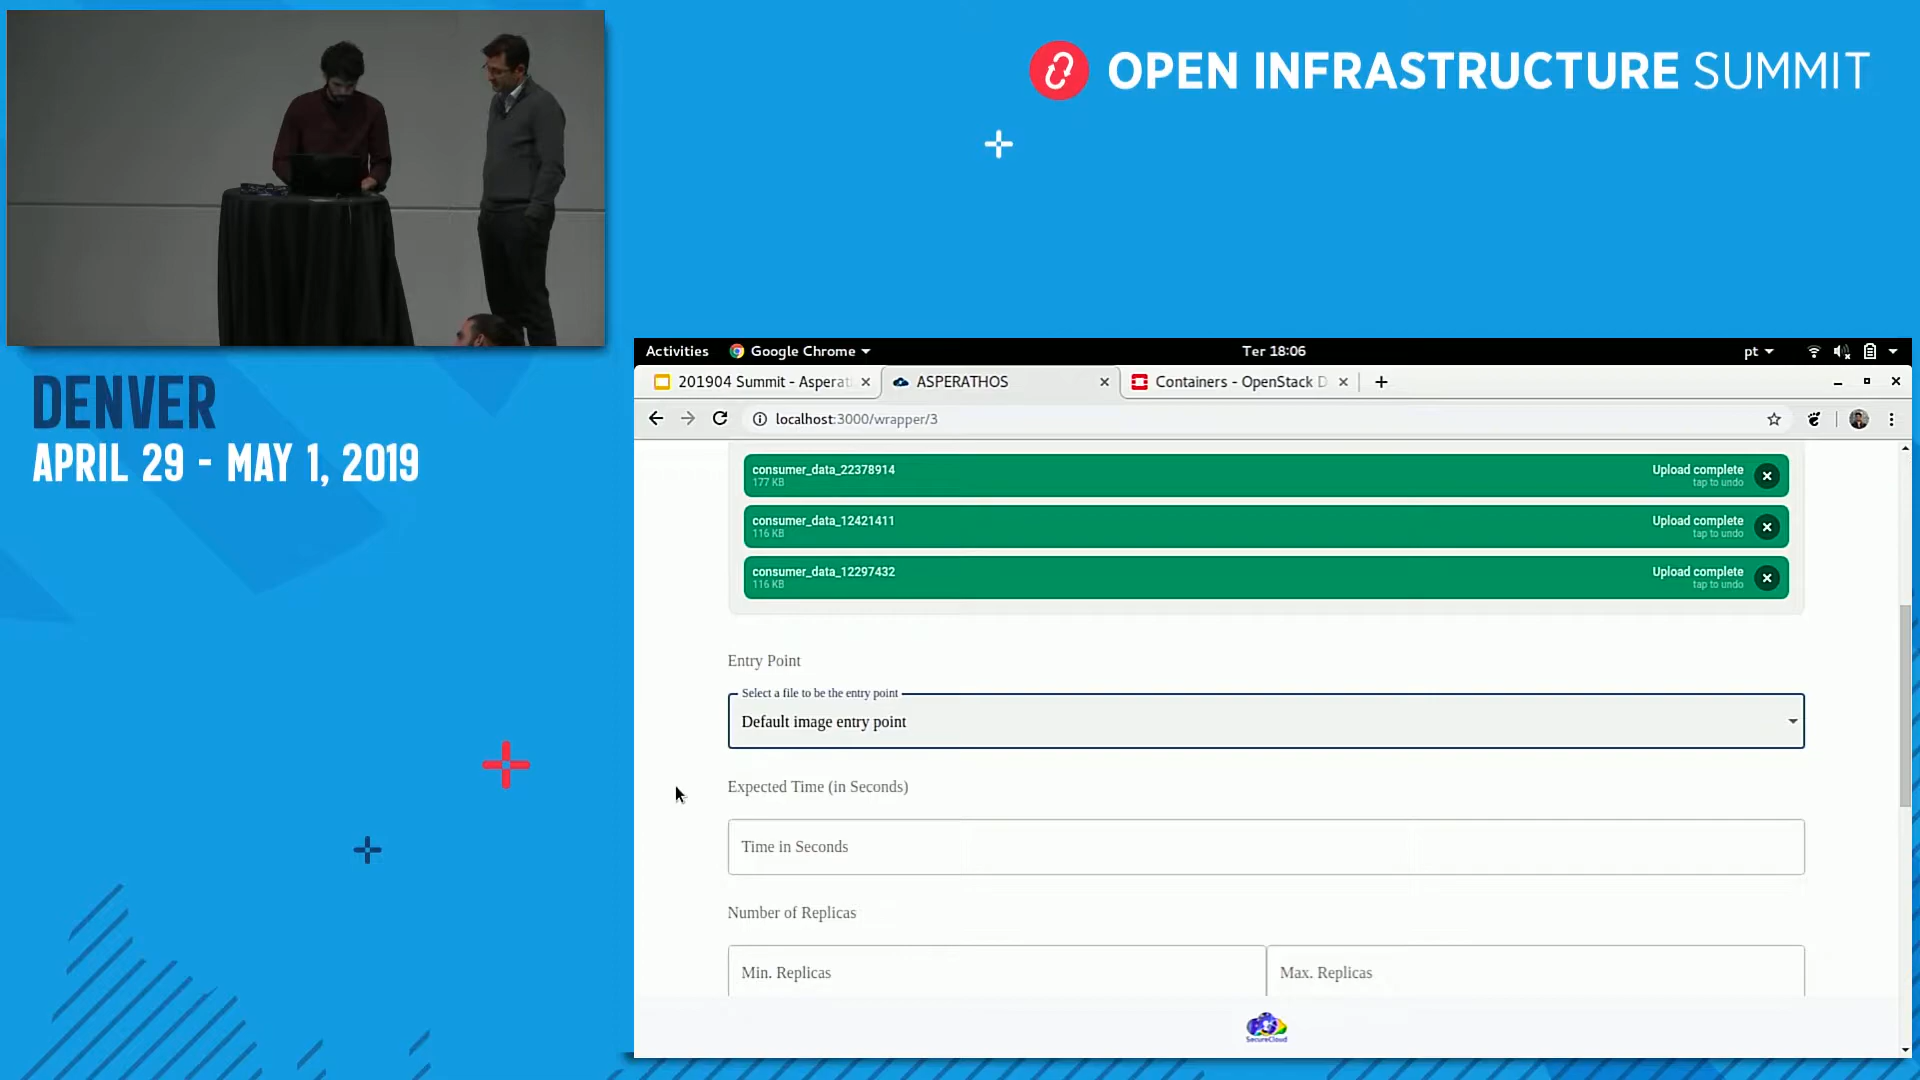 OPEN INFRASTRUCTURE SUMMIT
DENVER
APRIL 29 - MAY 1, 2019
Activities Google Chrome Ter 18:06 pt
201904 Summit - Asperat ASPERATHOS Containers - OpenStack D
localhost:3000/wrapper/3
consumer_data_22378914 Upload complete
177 KB tap to undo
consumer_data_12421411 Upload complete
116 KB tap to undo
consumer_data_12297432 Upload complete
116 KB tap to undo
Entry Point
Select a file to be the entry point
Default image entry point
Expected Time (in Seconds)
Time in Seconds
Number of Replicas
Min. Replicas Max. Replicas
SecureCloud